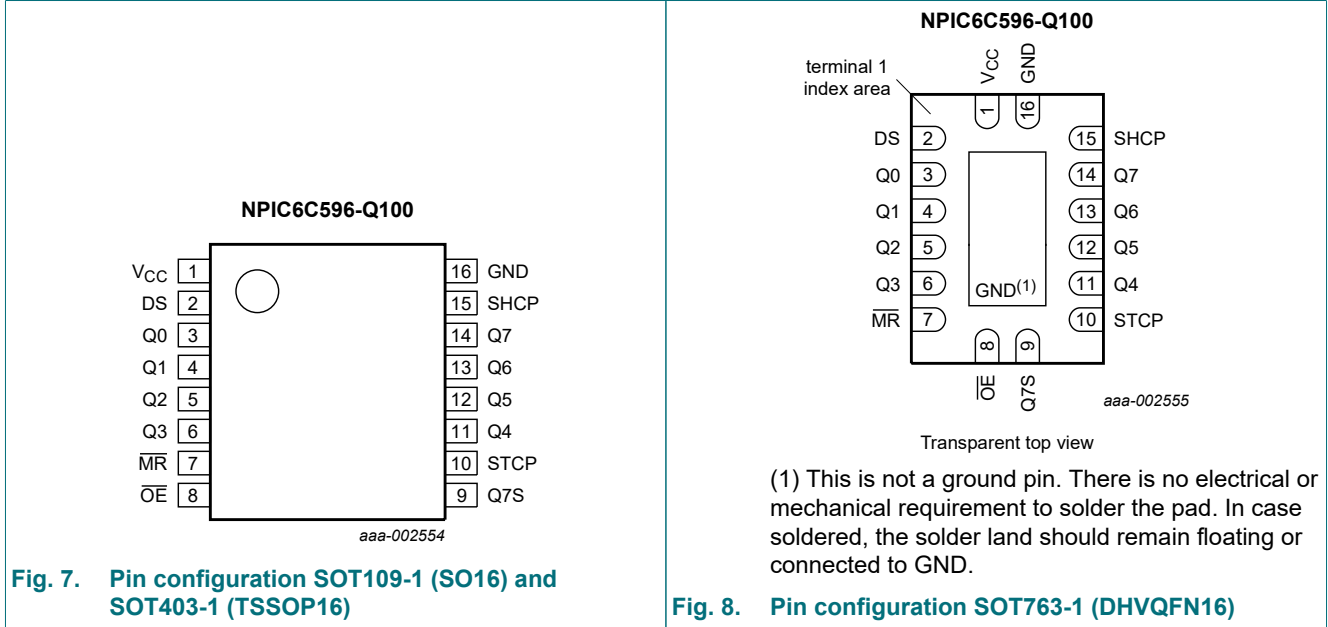 NPIC6C596-Q100
VCC 1
DS 2
Q0 3
Q1 4
Q2 5
Q3 6
MR 7
OE 8
16 GND
15 SHCP
14 Q7
13 Q6
12 Q5
11 Q4
10 STCP
9 Q7S
aaa-002554
Fig. 7. Pin configuration SOT109-1 (SO16) and
SOT403-1 (TSSOP16)
NPIC6C596-Q100
terminal 1
index area
VCC
GND
1
16
DS 2
Q0 3
Q1 4
Q2 5
Q3 6
MR 7
15 SHCP
14 Q7
13 Q6
12 Q5
11 Q4
10 STCP
GND(1)
8
9
OE
Q7S
aaa-002555
Transparent top view
(1) This is not a ground pin. There is no electrical or
mechanical requirement to solder the pad. In case
soldered, the solder land should remain floating or
connected to GND.
Fig. 8. Pin configuration SOT763-1 (DHVQFN16)